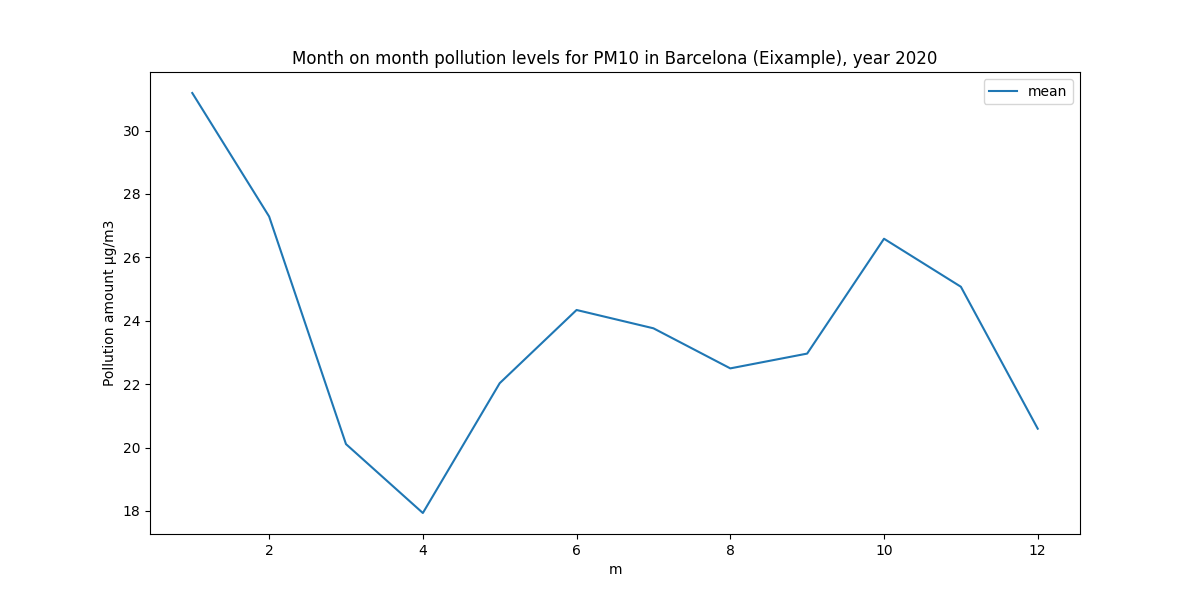 Month on month pollution levels for PM10 in Barcelona (Eixample), year 2020
mean
30
28
26
24
22
20
18
Pollution amount µg/m3
2 4 6 8 10 12
m